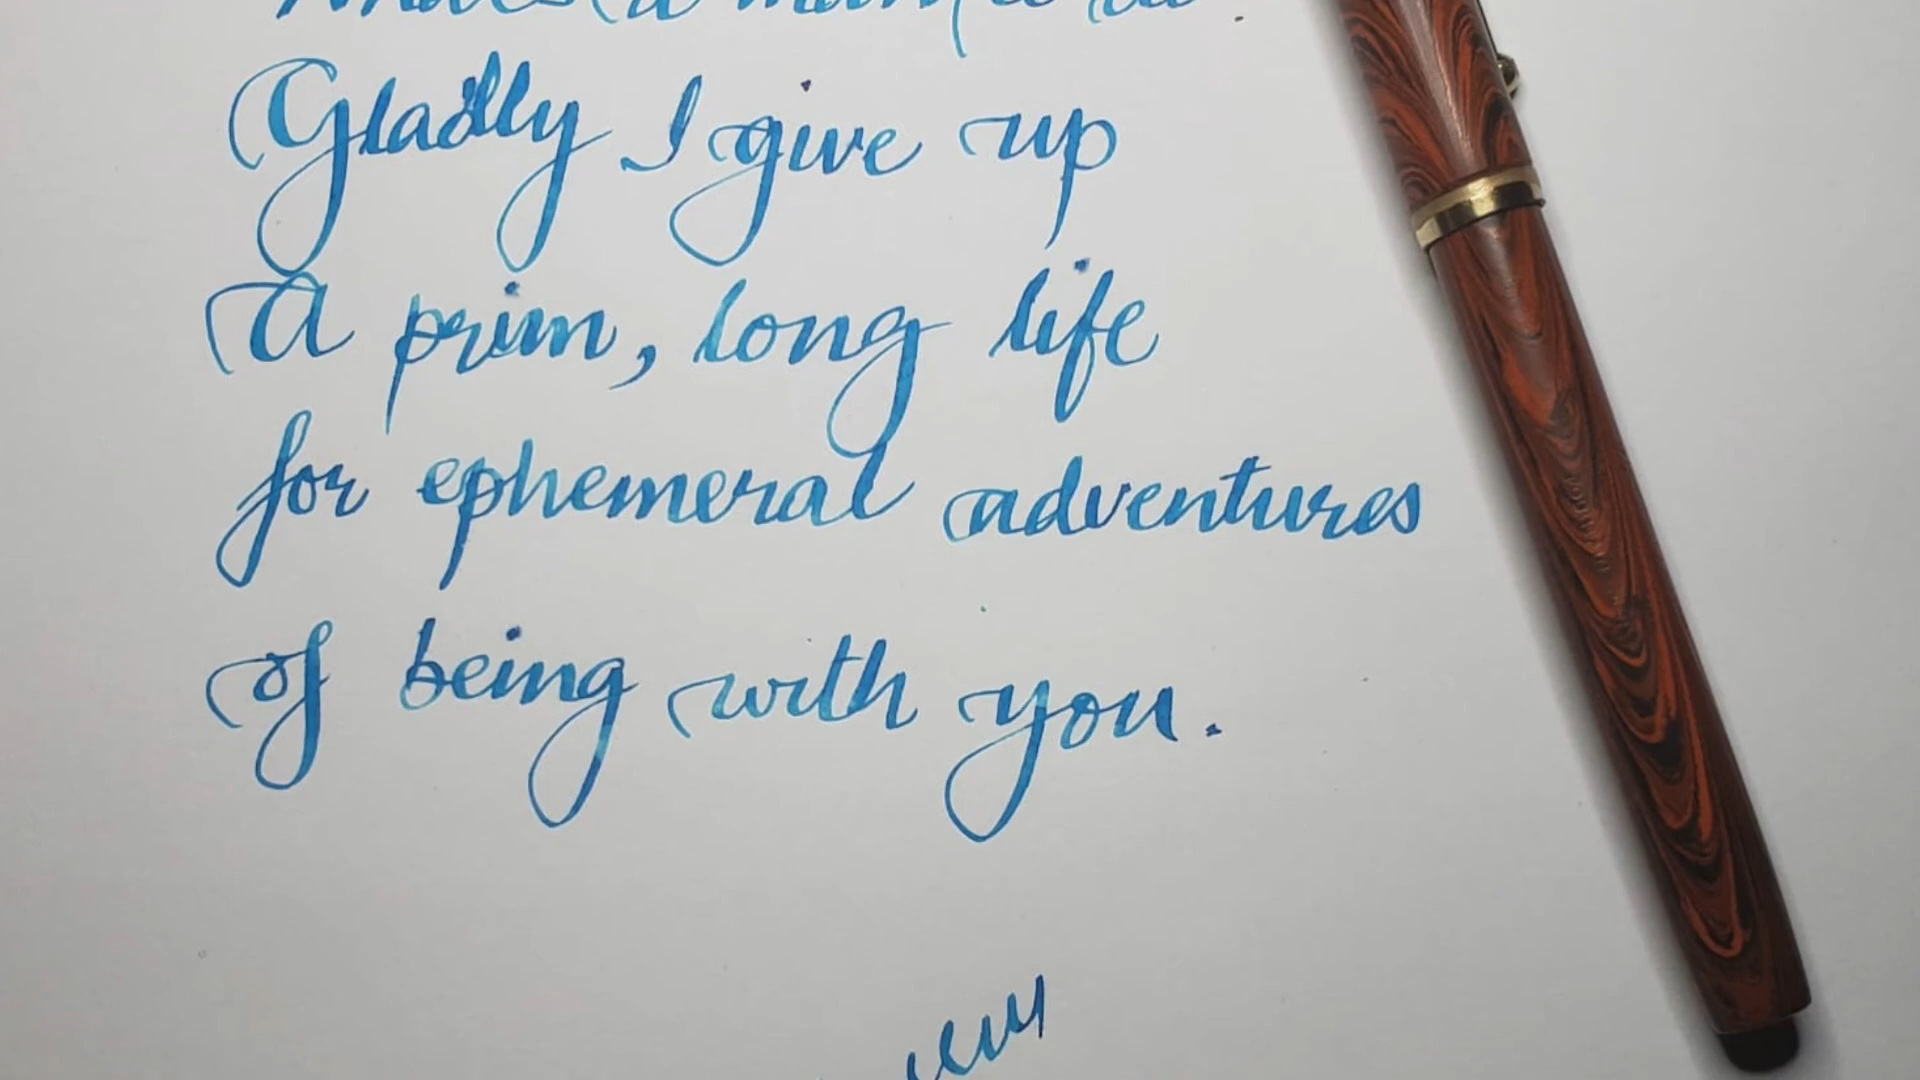 Gladly I give up
A prim, long life
for ephemeral adventures
of being with you.